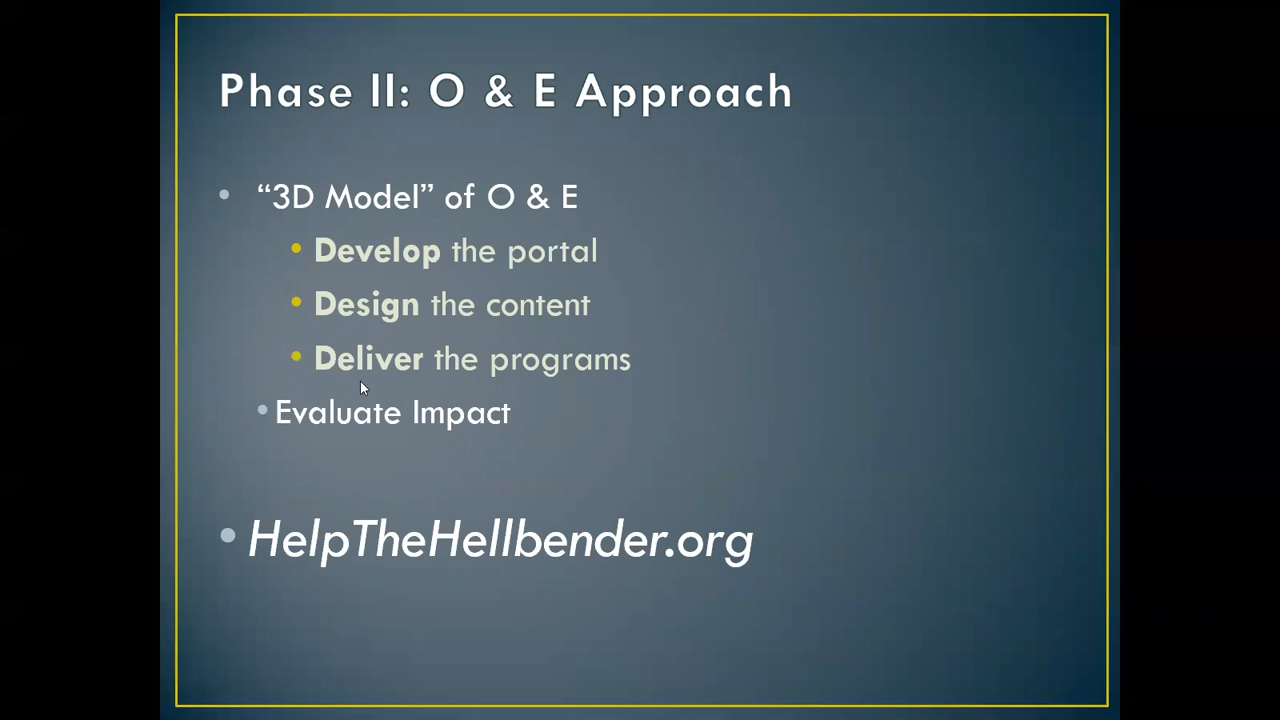 Phase II: O & E Approach
• “3D Model” of O & E
• Develop the portal
• Design the content
• Deliver the programs
• Evaluate Impact
• HelpTheHellbender.org